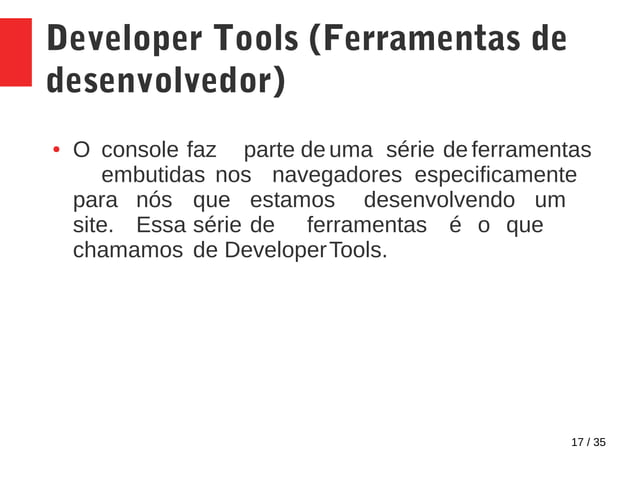 Developer Tools (Ferramentas de
desenvolvedor)
• O console faz parte de uma série de ferramentas
embutidas nos navegadores especificamente
para nós que estamos desenvolvendo um
site. Essa série de ferramentas é o que
chamamos de Developer Tools.
17 / 35